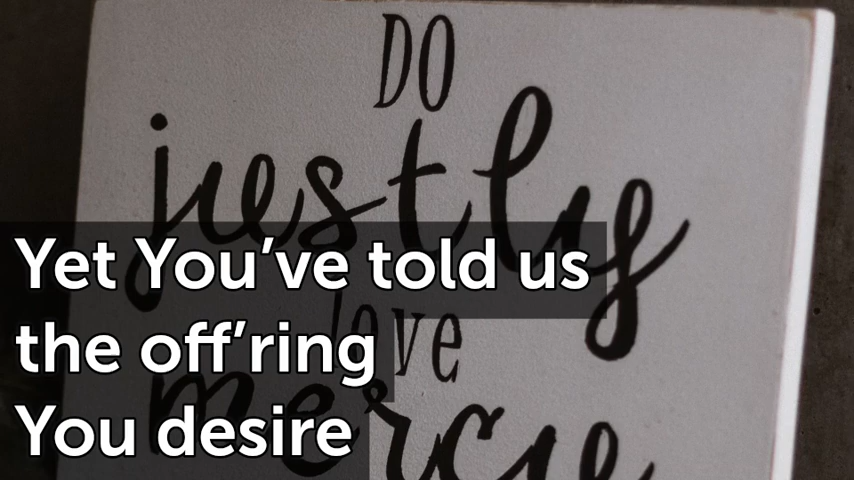 DO
justly
Yet You’ve told us
love
the off’ring
mercy
You desire